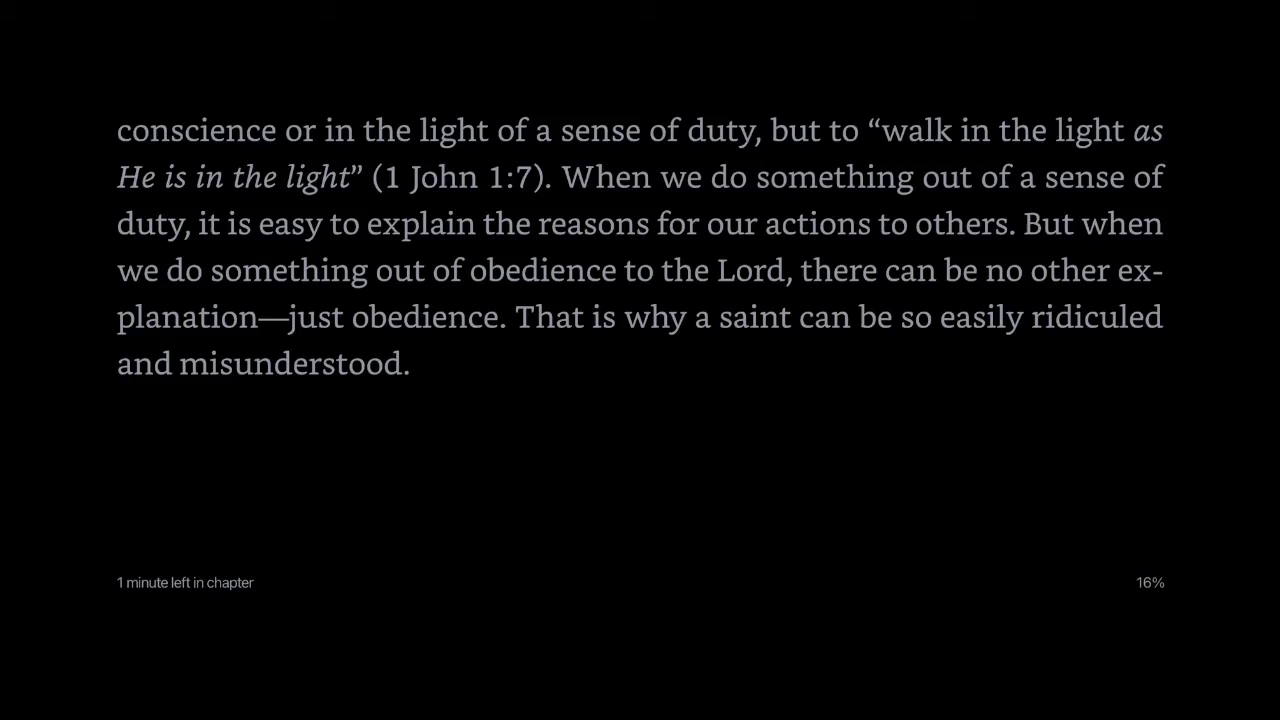 conscience or in the light of a sense of duty, but to “walk in the light as
He is in the light” (1 John 1:7). When we do something out of a sense of
duty, it is easy to explain the reasons for our actions to others. But when
we do something out of obedience to the Lord, there can be no other ex-
planation—just obedience. That is why a saint can be so easily ridiculed
and misunderstood.
1 minute left in chapter
16%